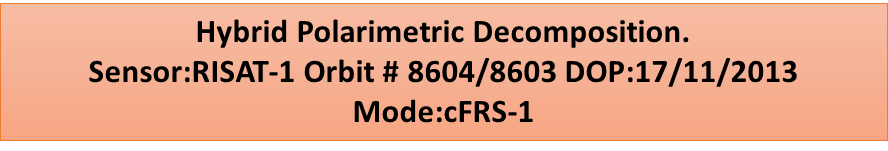 Hybrid Polarimetric Decomposition.
Sensor:RISAT-1 Orbit # 8604/8603 DOP:17/11/2013
Mode:cFRS-1